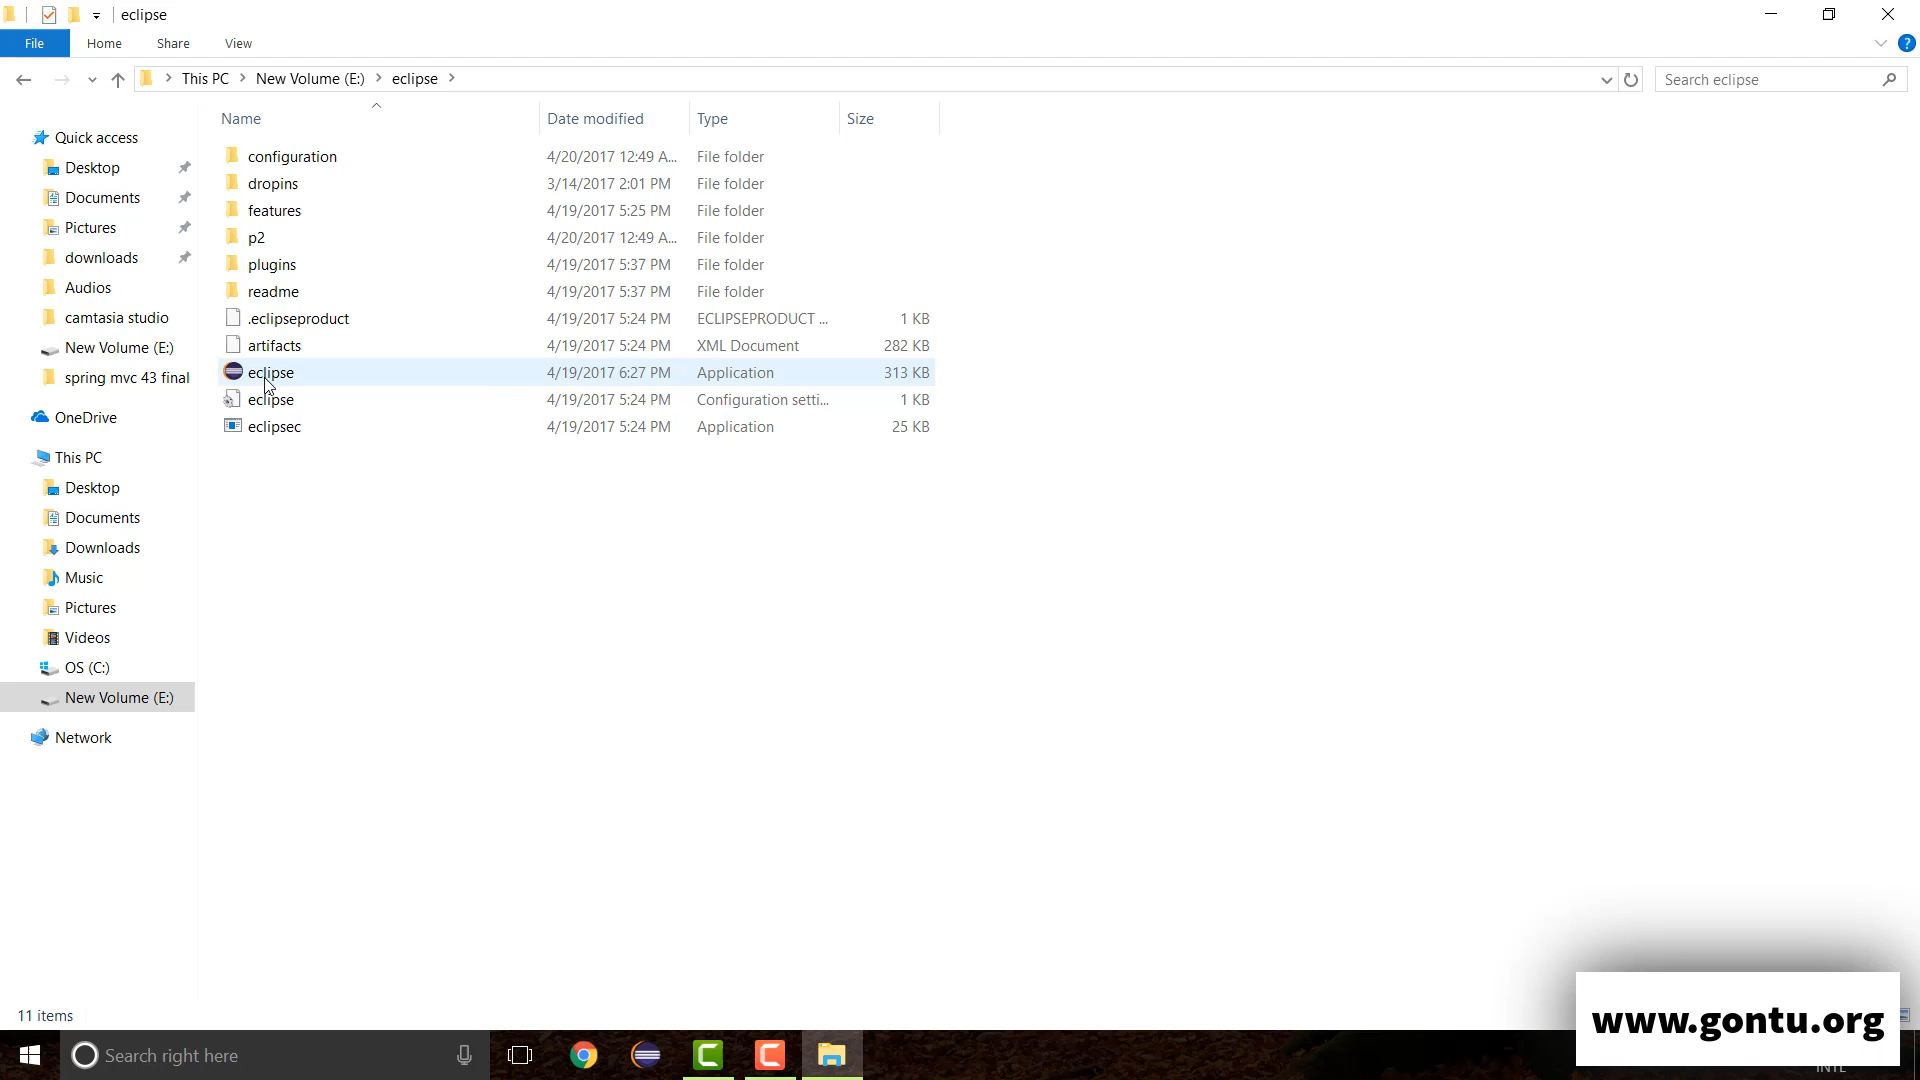 eclipse
File Home Share View
This PC New Volume (E:) eclipse
Search eclipse
Name Date modified Type Size
Quick access
Desktop
Documents
Pictures
downloads
Audios
camtasia studio
New Volume (E:)
spring mvc 43 final
OneDrive
This PC
Desktop
Documents
Downloads
Music
Pictures
Videos
OS (C:)
New Volume (E:)
Network
configuration 4/20/2017 12:49 A... File folder
dropins 3/14/2017 2:01 PM File folder
features 4/19/2017 5:25 PM File folder
p2 4/20/2017 12:49 A... File folder
plugins 4/19/2017 5:37 PM File folder
readme 4/19/2017 5:37 PM File folder
.eclipseproduct 4/19/2017 5:24 PM ECLIPSEPRODUCT ... 1 KB
artifacts 4/19/2017 5:24 PM XML Document 282 KB
eclipse 4/19/2017 6:27 PM Application 313 KB
eclipse 4/19/2017 5:24 PM Configuration setti... 1 KB
eclipsec 4/19/2017 5:24 PM Application 25 KB
11 items
www.gontu.org
Search right here